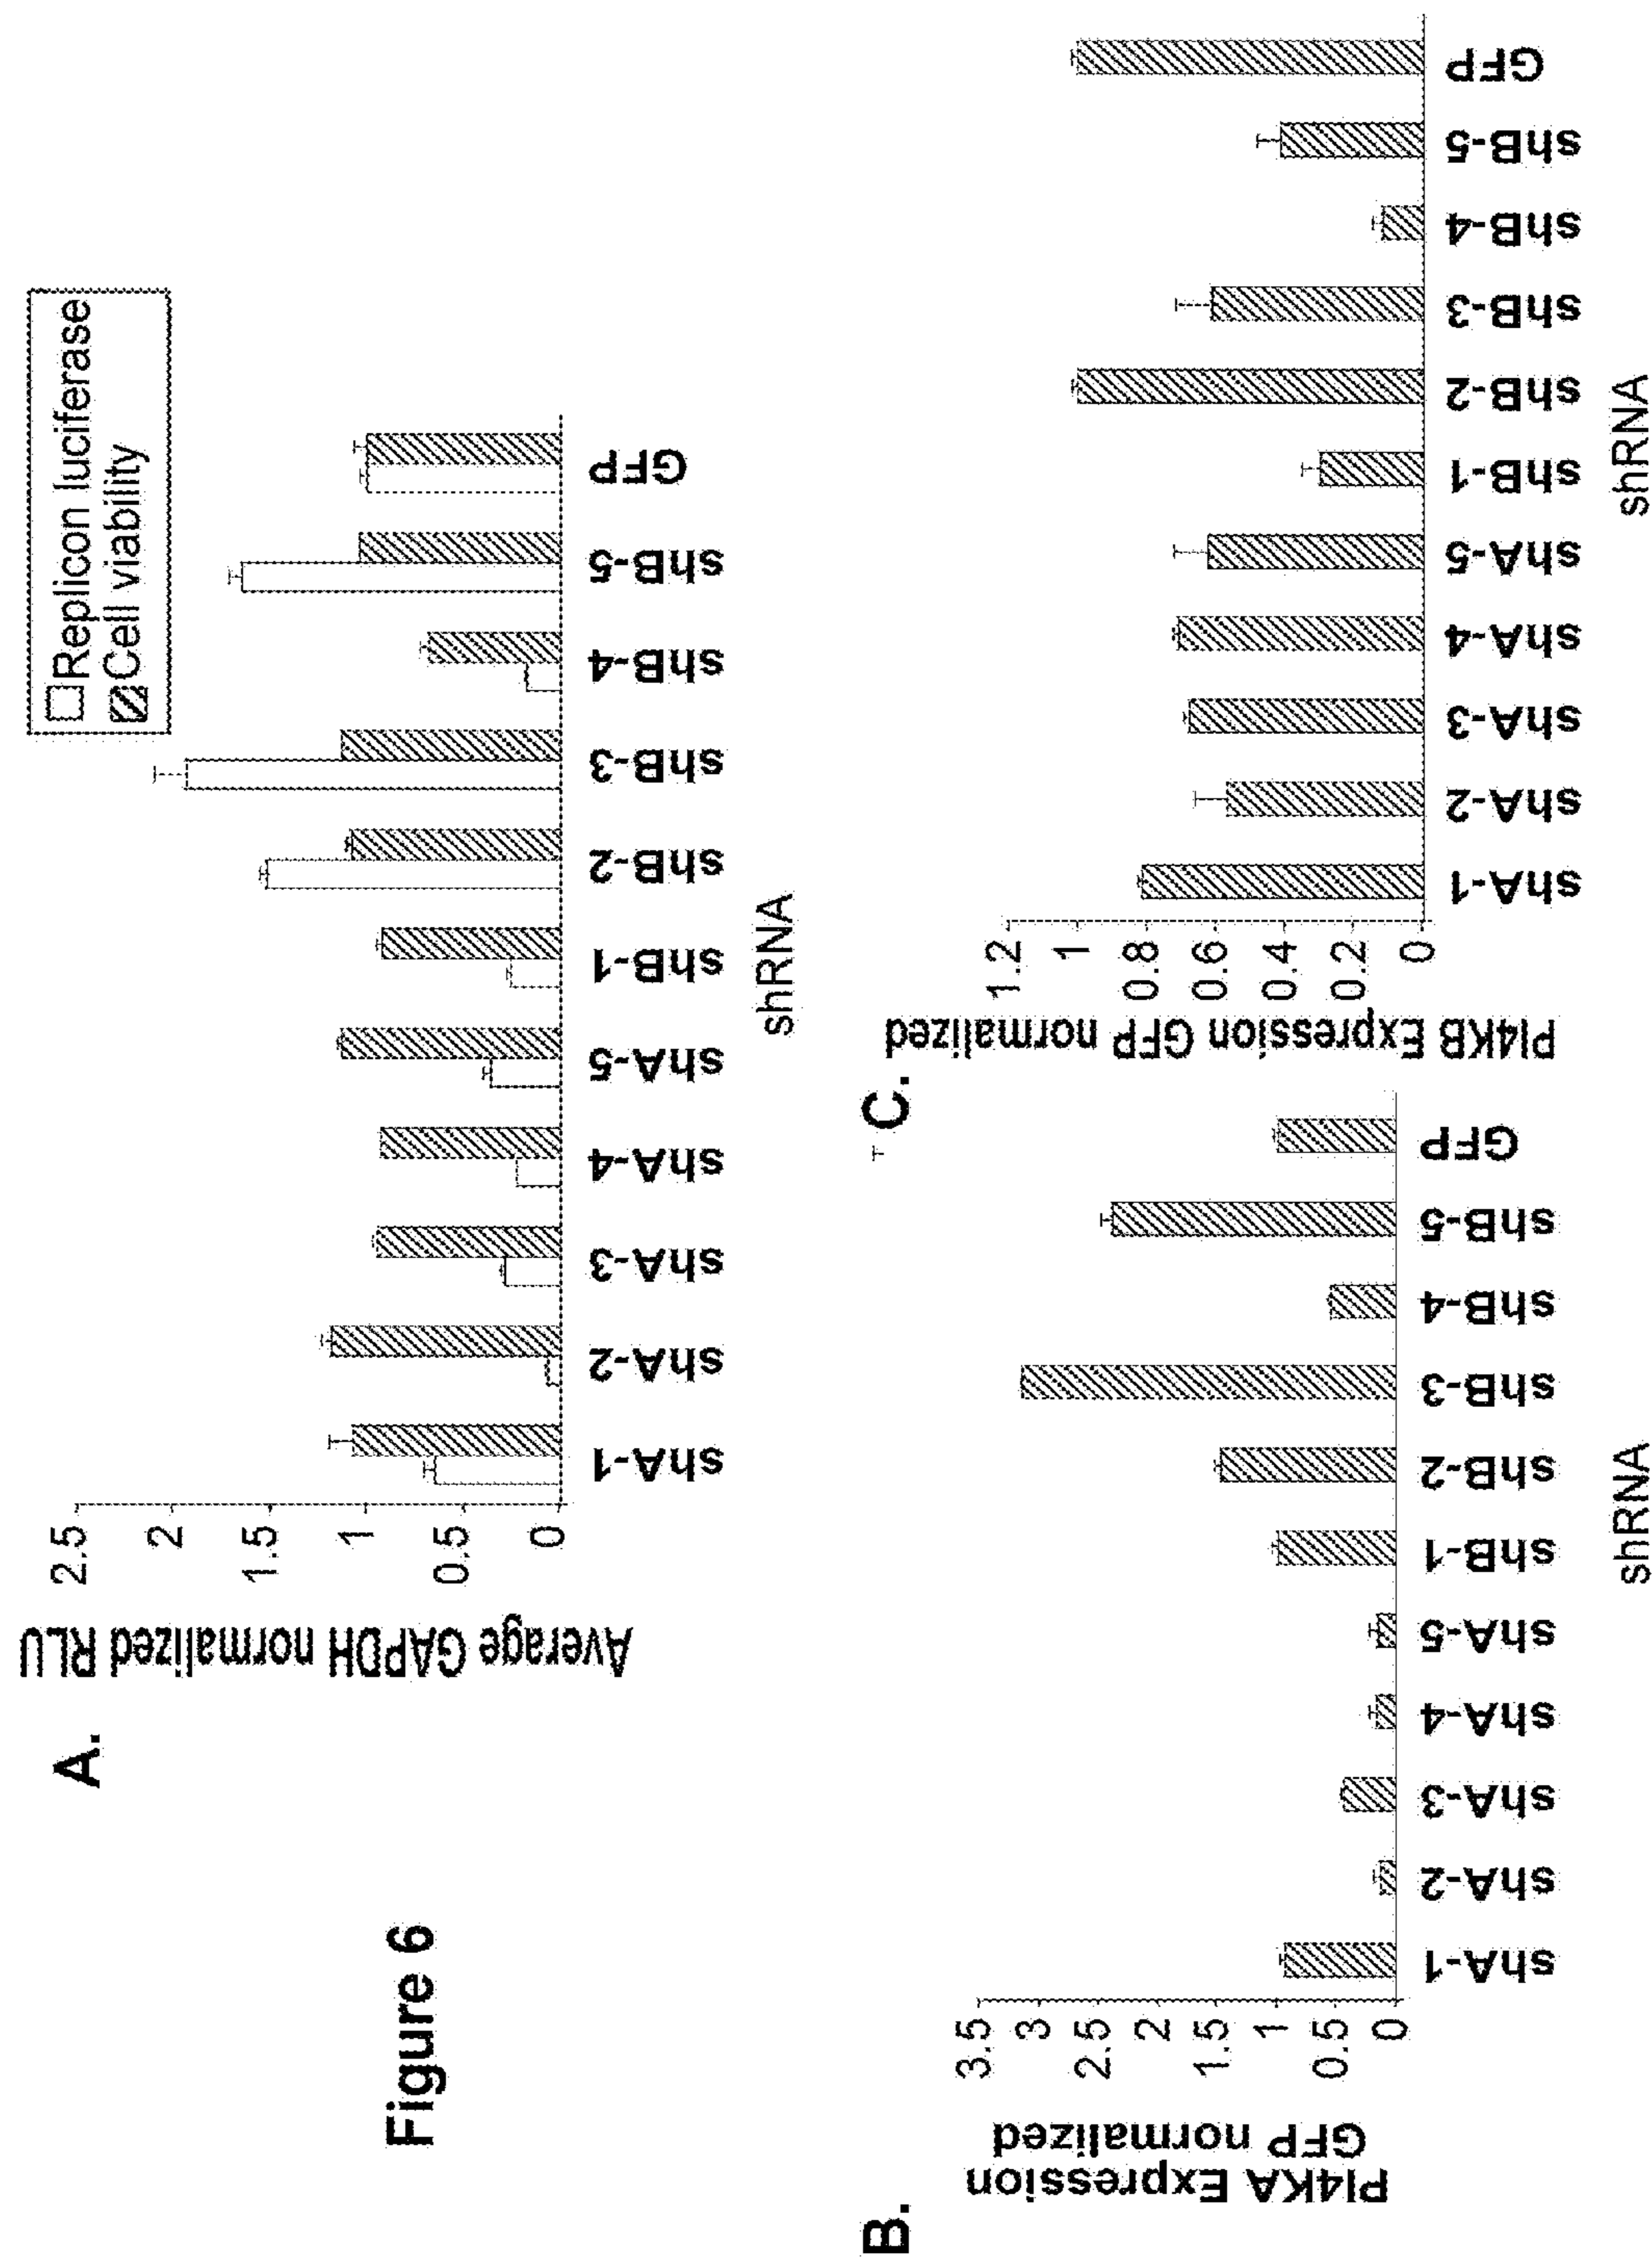 Figure 6
A.
Average GAPDH normalized RLU
2.5
2
1.5
1
0.5
0
Replicon luciferase
Cell viability
shA-1
shA-2
shA-3
shA-4
shA-5
shB-1
shB-2
shB-3
shB-4
shB-5
GFP
shRNA
B.
PI4KA Expression
GFP normalized
3.5
3
2.5
2
1.5
1
0.5
0
shA-1
shA-2
shA-3
shA-4
shA-5
shB-1
shB-2
shB-3
shB-4
shB-5
GFP
shRNA
C.
PI4KB Expression GFP normalized
1.2
1
0.8
0.6
0.4
0.2
0
shA-1
shA-2
shA-3
shA-4
shA-5
shB-1
shB-2
shB-3
shB-4
shB-5
GFP
shRNA